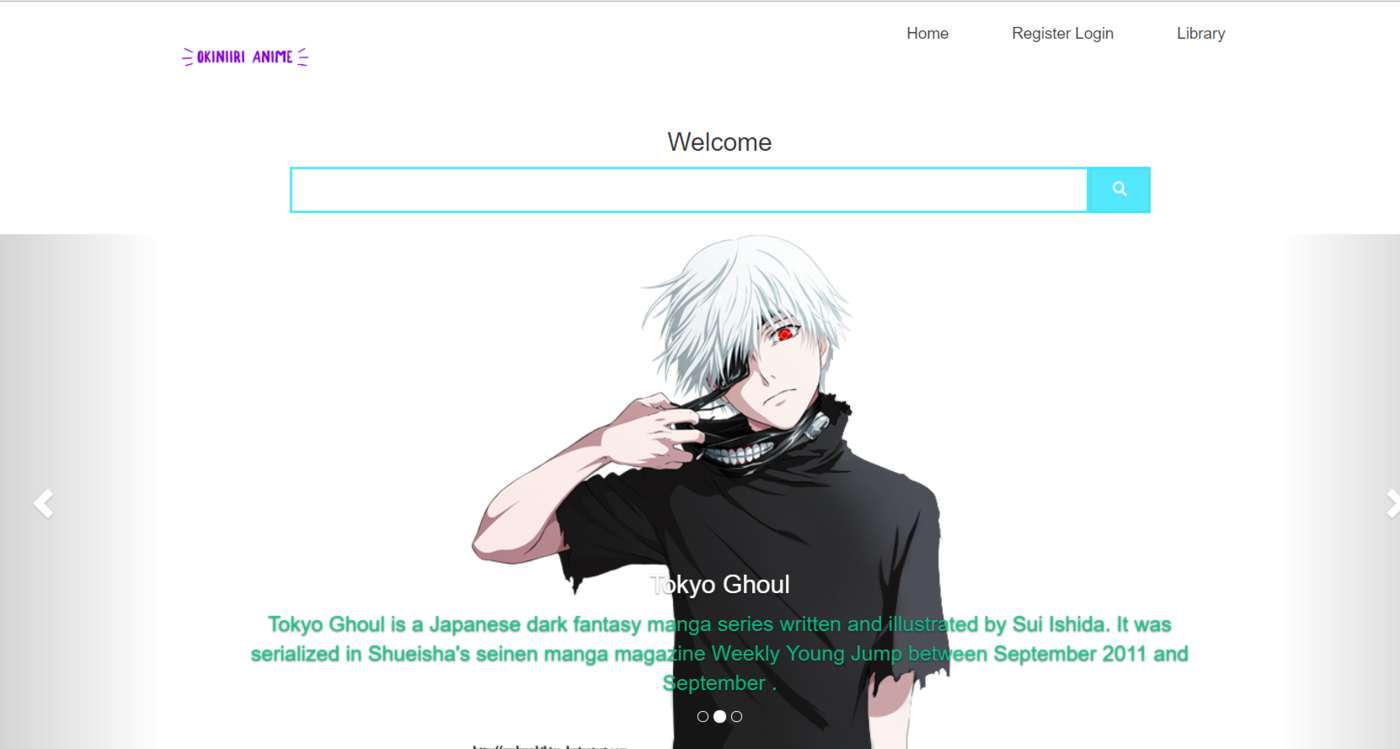 Home Register Login Library
OKINIIRI ANIME
Welcome
Tokyo Ghoul
Tokyo Ghoul is a Japanese dark fantasy manga series written and illustrated by Sui Ishida. It was
serialized in Shueisha's seinen manga magazine Weekly Young Jump between September 2011 and
September .